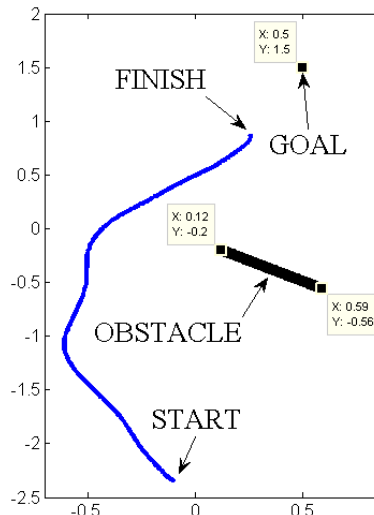 2
1.5
1
0.5
0
-0.5
-1
-1.5
-2
-2.5
-0.5
0
0.5
X: 0.5
Y: 1.5
FINISH
GOAL
X: 0.12
Y: -0.2
OBSTACLE
X: 0.59
Y: -0.56
START